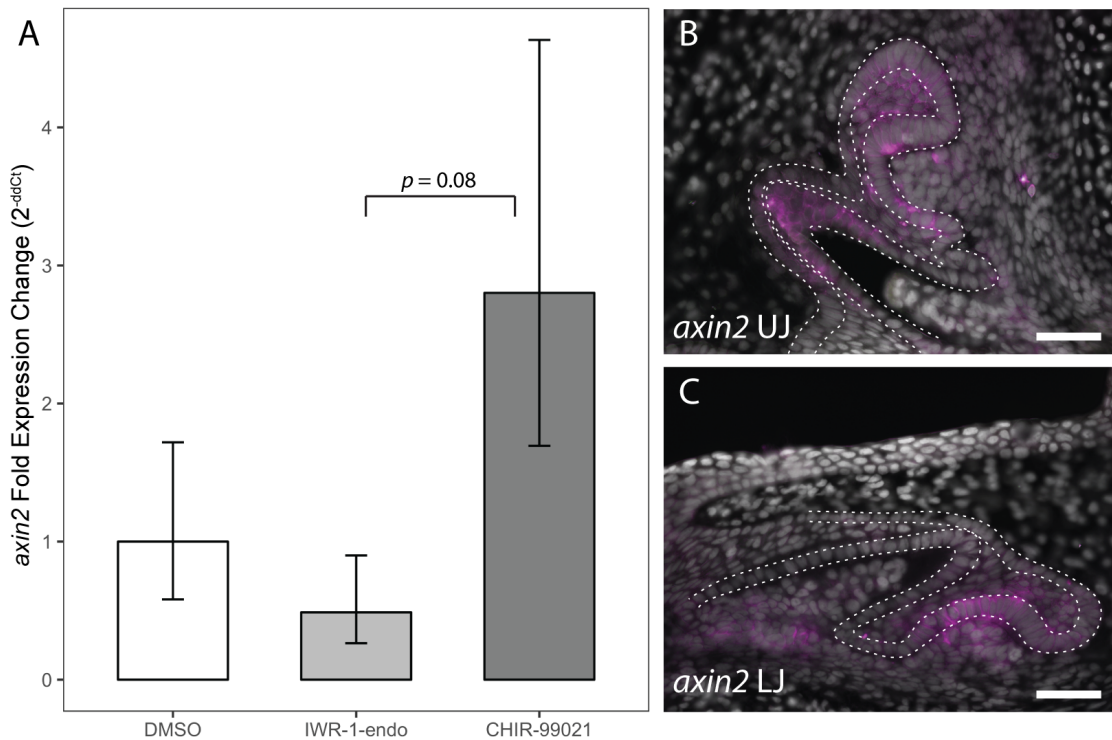 A
axin2 Fold Expression Change (2-ddCt)
4
3
2
1
0
p = 0.08
DMSO
IWR-1-endo
CHIR-99021
B
axin2 UJ
C
axin2 LJ